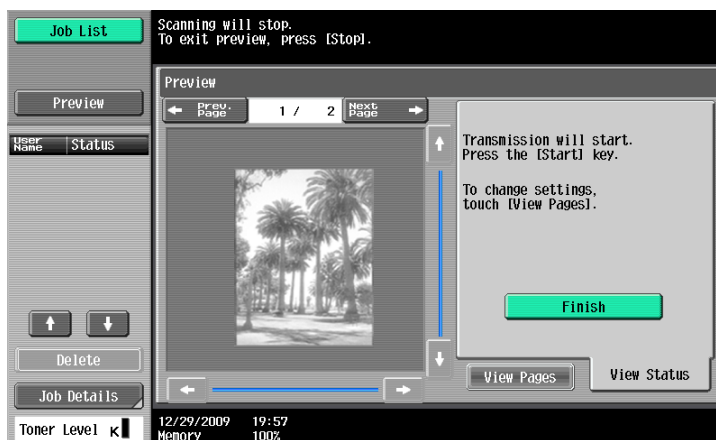 Job List
Scanning will stop.
To exit preview, press [Stop].
Preview
Preview
Prev.
Page
1 / 2
Next
Page
User
Name
Status
Transmission will start.
Press the [Start] key.
To change settings,
touch [View Pages].
Finish
Delete
View Pages
View Status
Job Details
Toner Level K
12/29/2009 19:57
Memory 100%